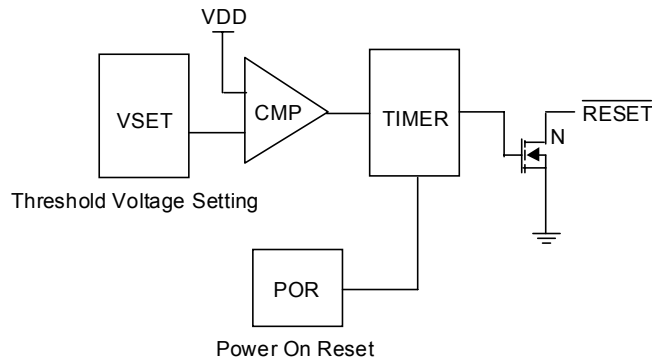 VDD
VSET
CMP
TIMER
RESET
N
Threshold Voltage Setting
POR
Power On Reset